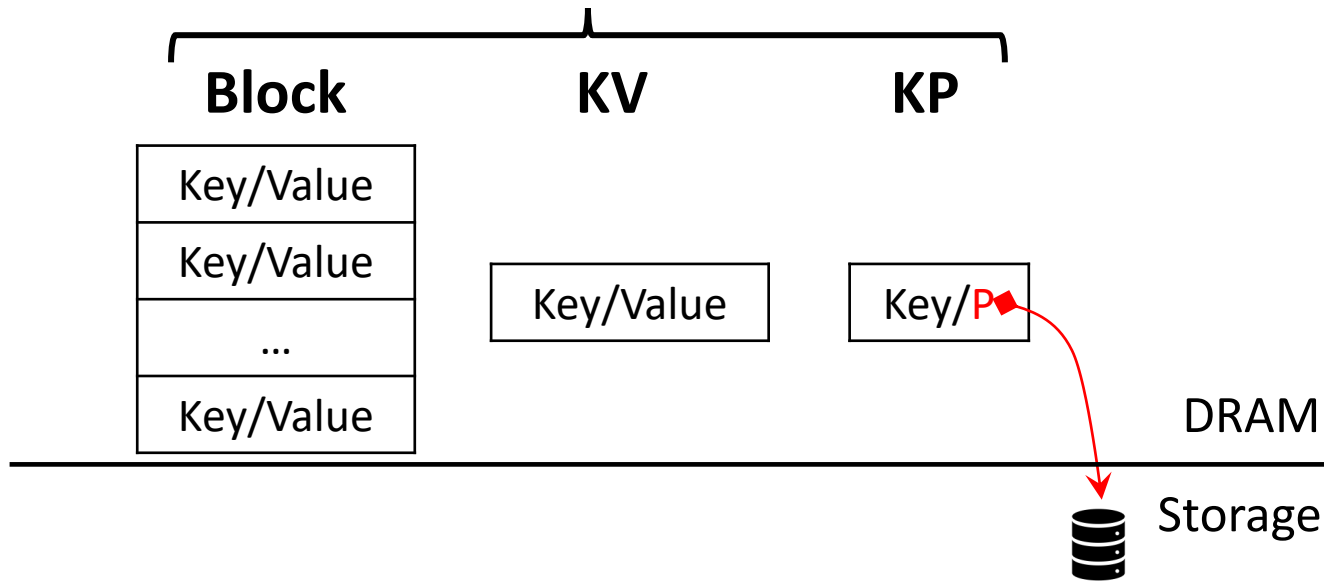 Block KV KP
Key/Value
Key/Value
Key/Value Key/P
...
Key/Value
DRAM
Storage